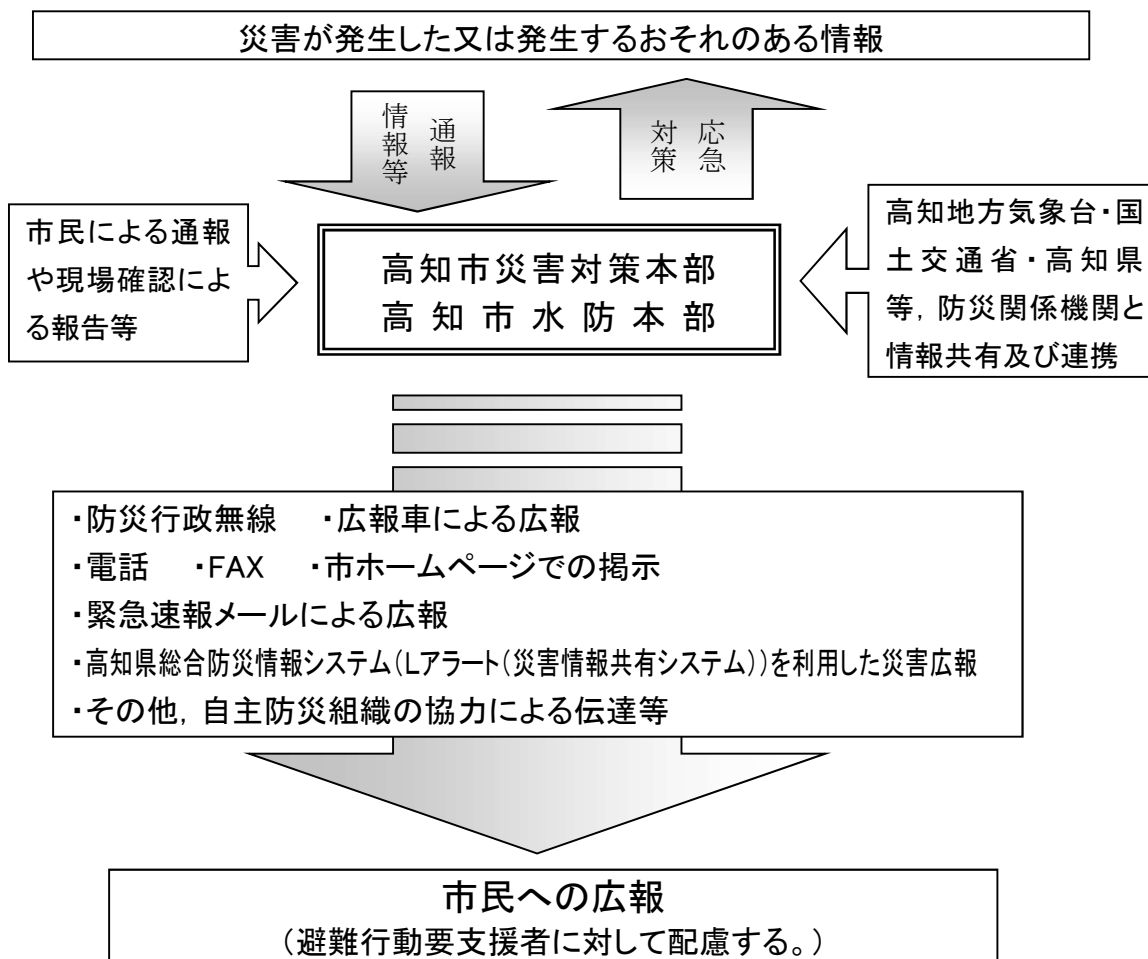 災害が発生した又は発生するおそれのある情報
通報
情報等
応急
対策
市民による通報
や現場確認によ
る報告等
高知市災害対策本部
高知市水防本部
高知地方気象台・国
土交通省・高知県
等，防災関係機関と
情報共有及び連携
・防災行政無線　・広報車による広報
・電話　・FAX　・市ホームページでの掲示
・緊急速報メールによる広報
・高知県総合防災情報システム（Lアラート（災害情報共有システム））を利用した災害広報
・その他，自主防災組織の協力による伝達等
市民への広報
（避難行動要支援者に対して配慮する。）